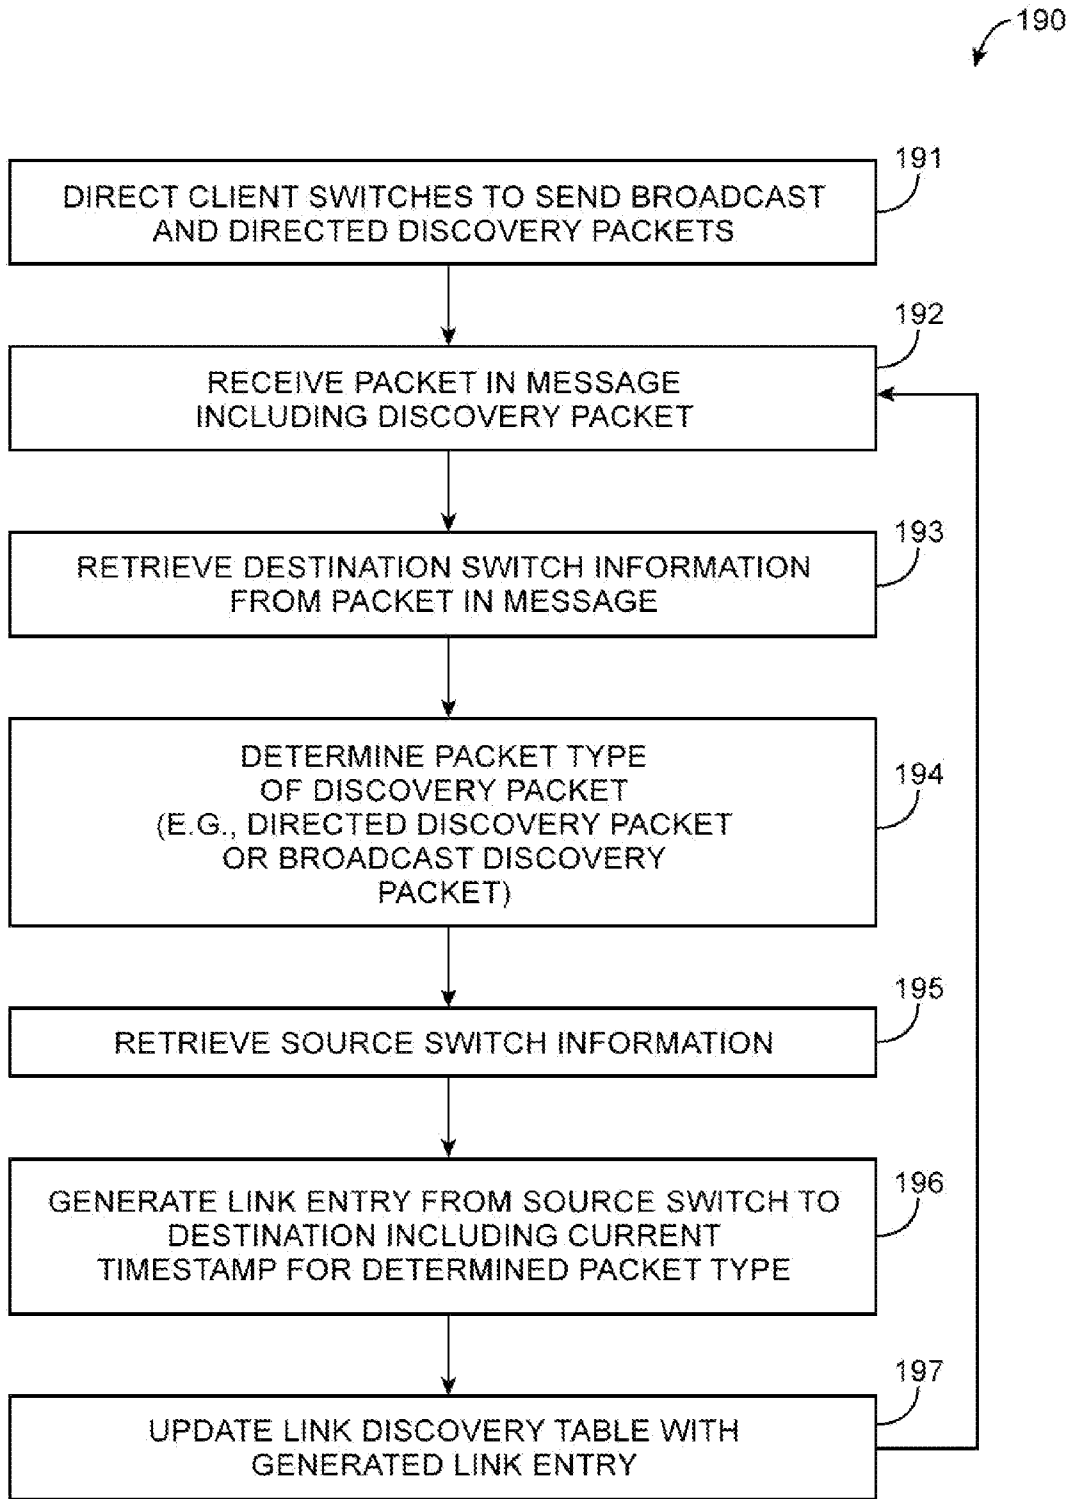 190
191
DIRECT CLIENT SWITCHES TO SEND BROADCAST
AND DIRECTED DISCOVERY PACKETS
192
RECEIVE PACKET IN MESSAGE
INCLUDING DISCOVERY PACKET
193
RETRIEVE DESTINATION SWITCH INFORMATION
FROM PACKET IN MESSAGE
194
DETERMINE PACKET TYPE
OF DISCOVERY PACKET
(E.G., DIRECTED DISCOVERY PACKET
OR BROADCAST DISCOVERY
PACKET)
195
RETRIEVE SOURCE SWITCH INFORMATION
196
GENERATE LINK ENTRY FROM SOURCE SWITCH TO
DESTINATION INCLUDING CURRENT
TIMESTAMP FOR DETERMINED PACKET TYPE
197
UPDATE LINK DISCOVERY TABLE WITH
GENERATED LINK ENTRY